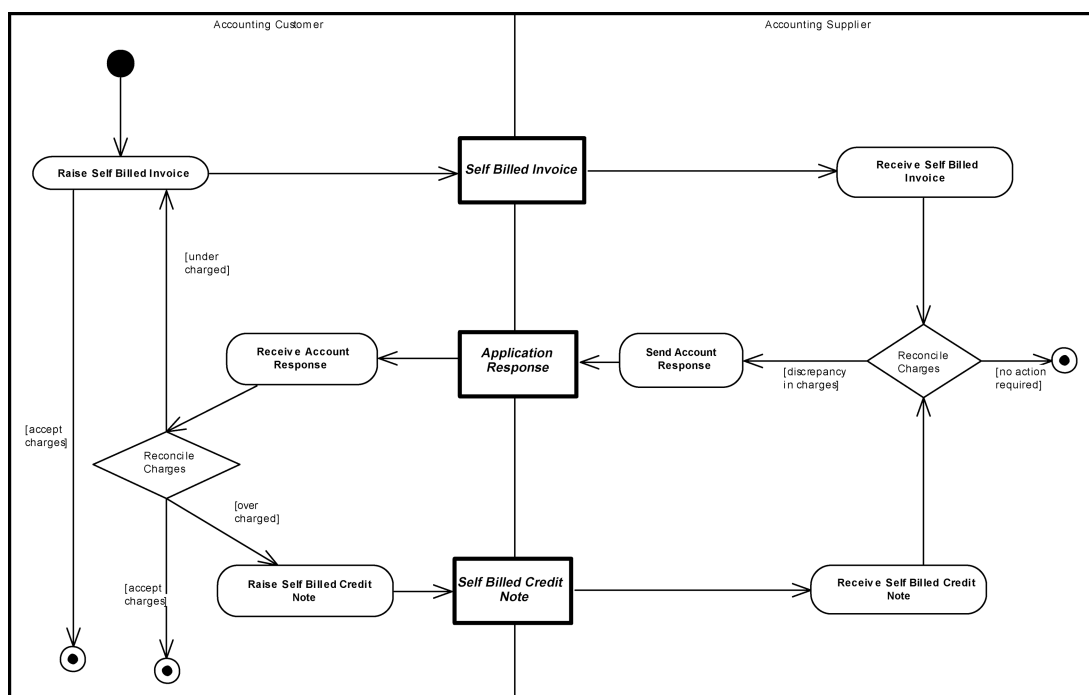 Accounting Customer
Accounting Supplier
Raise Self Billed Invoice
Self Billed Invoice
Receive Self Billed
Invoice
[under
charged]
Receive Account
Response
Application
Response
Send Account
Response
[discrepancy
in charges]
Reconcile
Charges
[no action
required]
[accept
charges]
Reconcile
Charges
[over
charged]
[accept
charges]
Raise Self Billed Credit
Note
Self Billed Credit
Note
Receive Self Billed Credit
Note